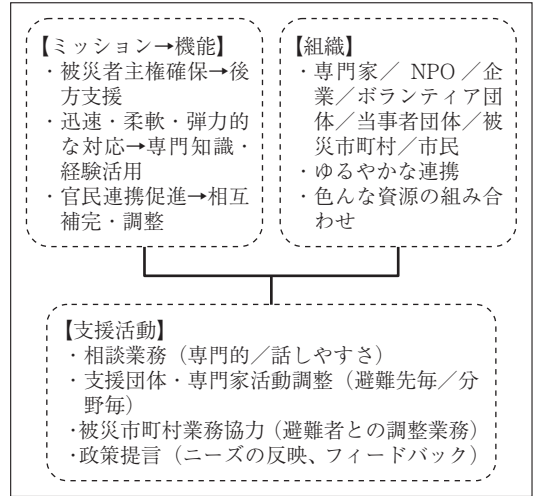 【ミッション→機能】
・被災者主権確保→後
方支援
・迅速・柔軟・弾力的
な対応→専門知識・
経験活用
・官民連携促進→相互
補完・調整
【組織】
・専門家／ NPO ／企
業／ボランティア団
体／当事者団体／被
災市町村／市民
・ゆるやかな連携
・色んな資源の組み合
わせ
【支援活動】
・相談業務（専門的／話しやすさ）
・支援団体・専門家活動調整（避難先毎／分
野毎）
・被災市町村業務協力（避難者との調整業務）
・政策提言（ニーズの反映、フィードバック）